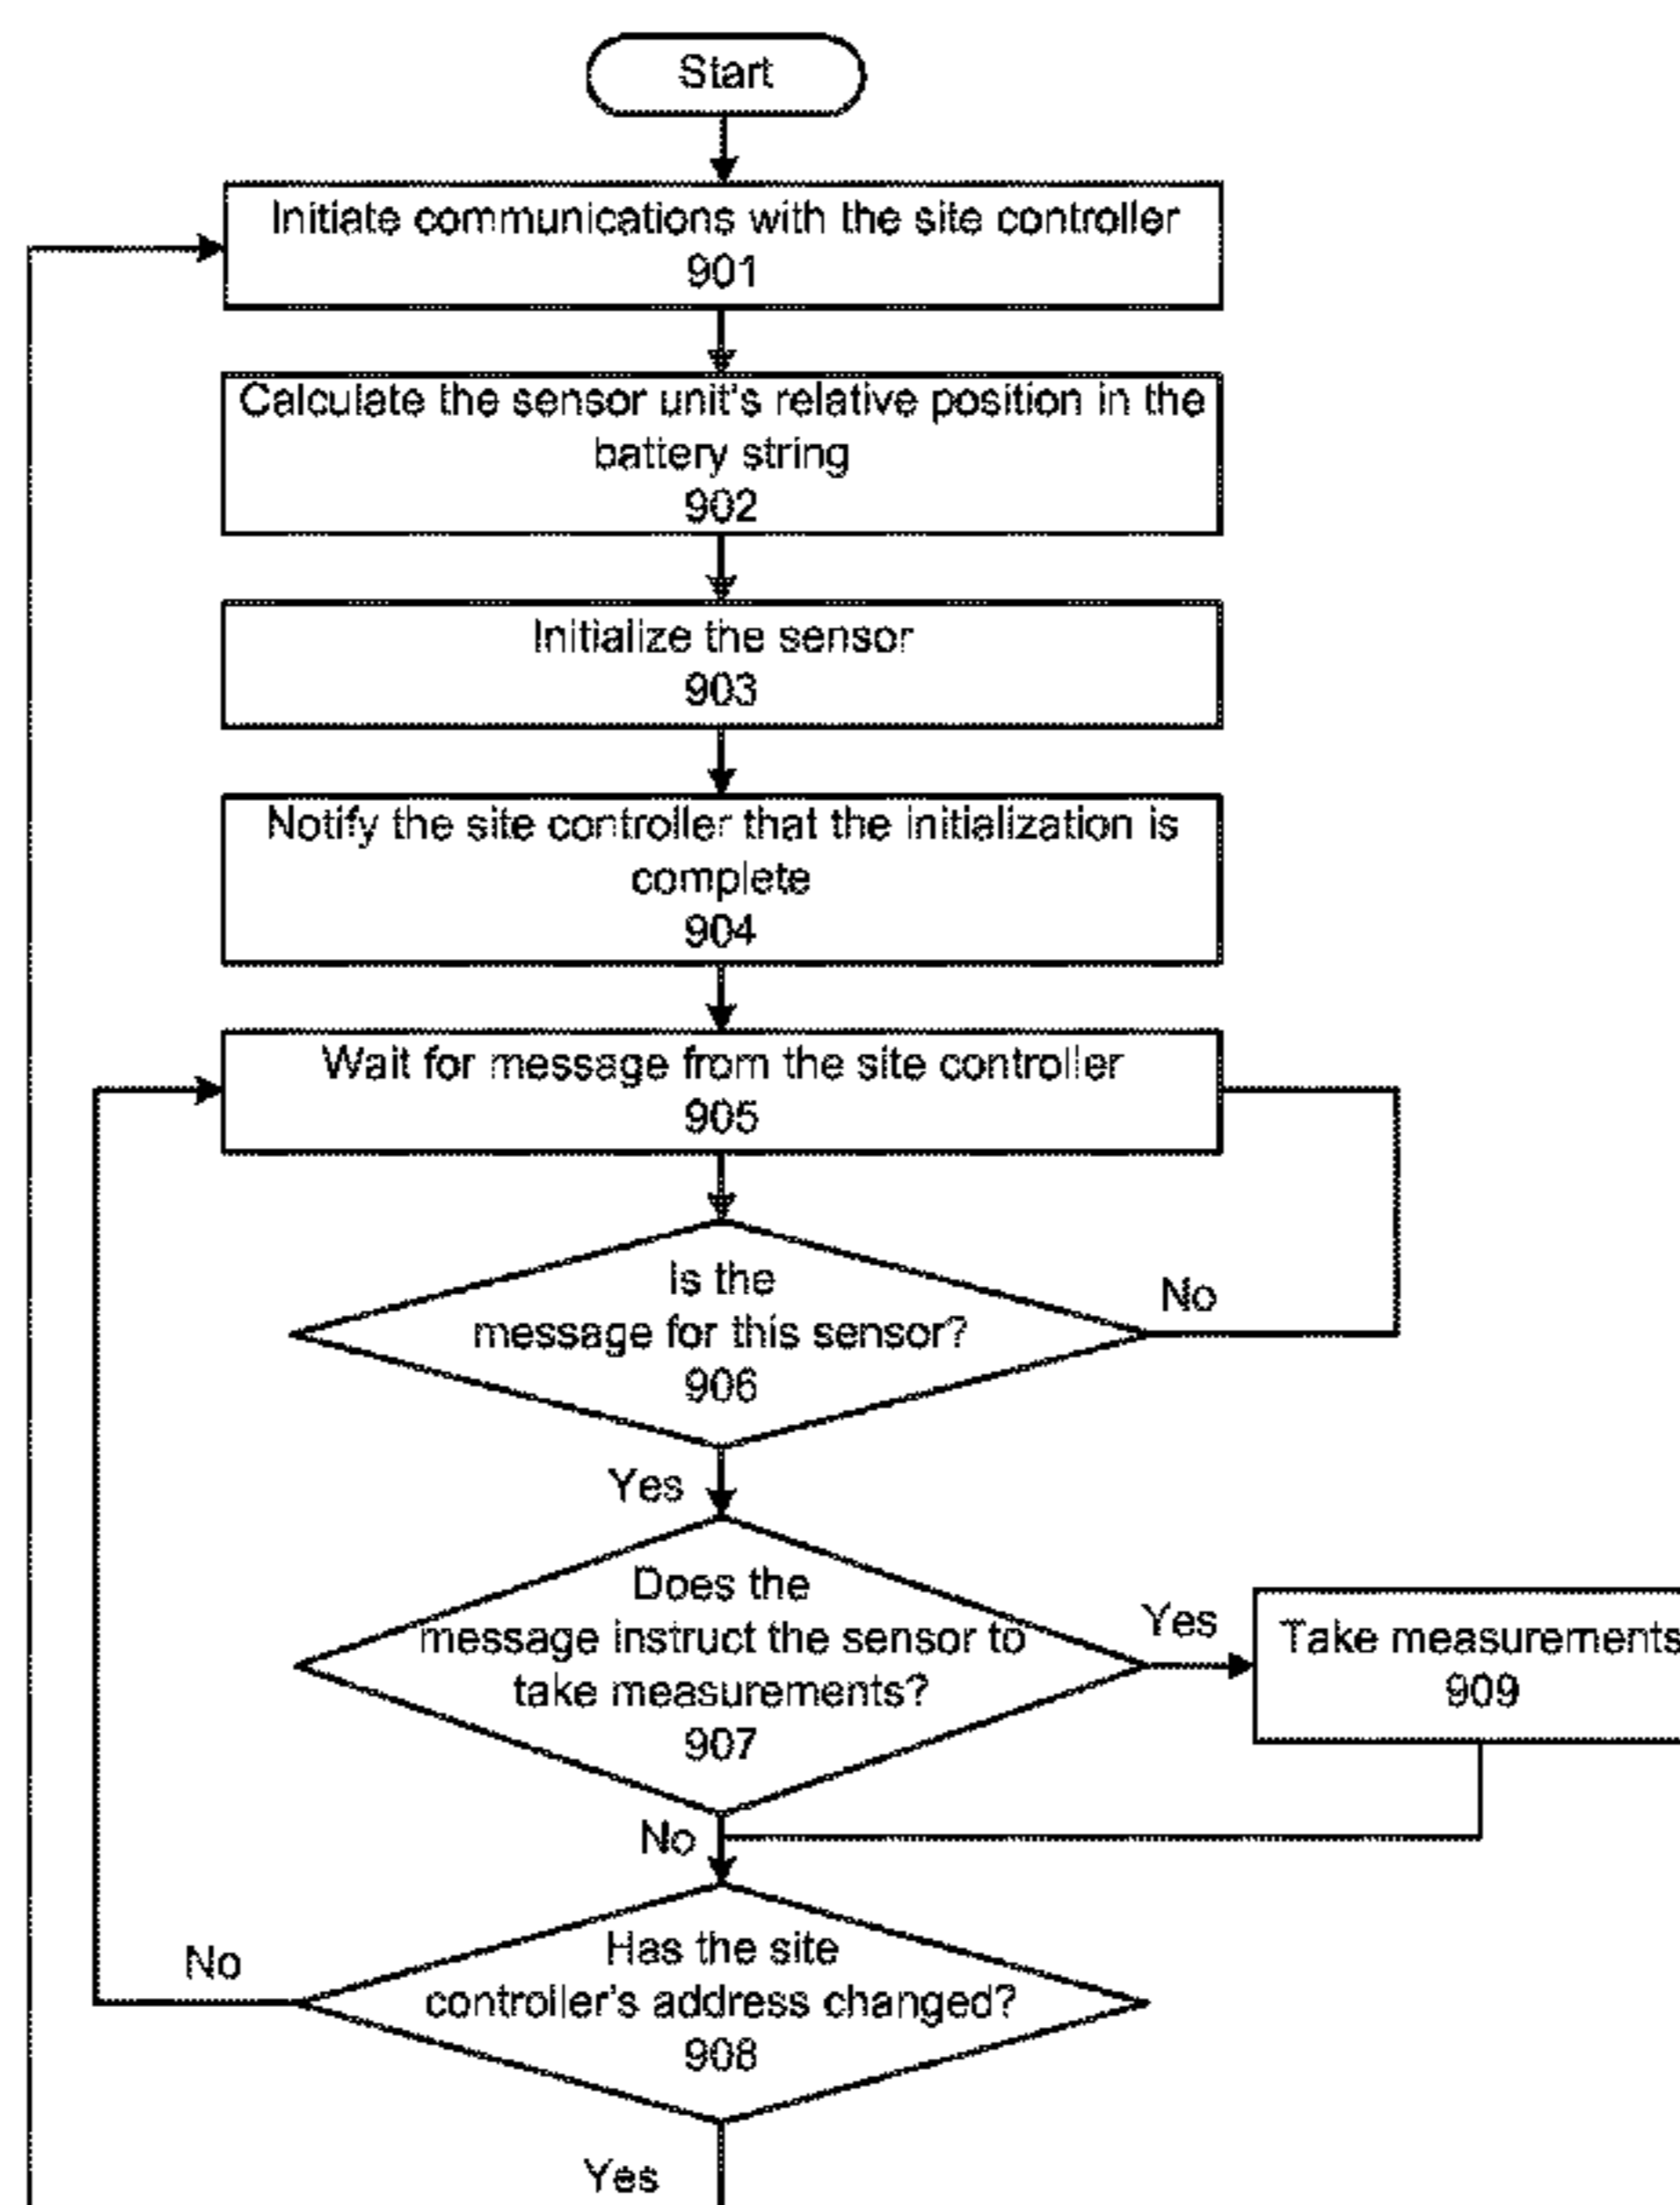 Start
Initiate communications with the site controller
901
Calculate the sensor unit's relative position in the
battery string
902
Initialize the sensor
903
Notify the site controller that the initialization is
complete
904
Wait for message from the site controller
905
Is the
message for this sensor?
906
No
Yes
Does the
message instruct the sensor to
take measurements?
907
Yes
Take measurements
909
No
Has the site
controller's address changed?
908
No
Yes